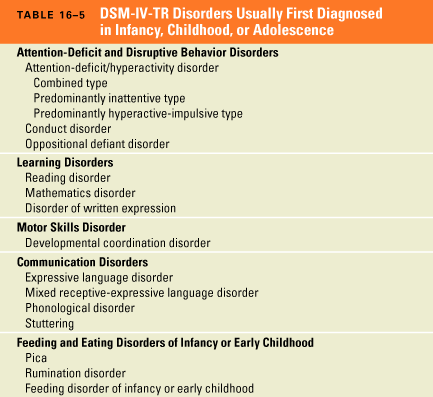 TABLE 16–5 DSM-IV-TR Disorders Usually First Diagnosed
in Infancy, Childhood, or Adolescence
Attention-Deficit and Disruptive Behavior Disorders
Attention-deficit/hyperactivity disorder
Combined type
Predominantly inattentive type
Predominantly hyperactive-impulsive type
Conduct disorder
Oppositional defiant disorder
Learning Disorders
Reading disorder
Mathematics disorder
Disorder of written expression
Motor Skills Disorder
Developmental coordination disorder
Communication Disorders
Expressive language disorder
Mixed receptive-expressive language disorder
Phonological disorder
Stuttering
Feeding and Eating Disorders of Infancy or Early Childhood
Pica
Rumination disorder
Feeding disorder of infancy or early childhood